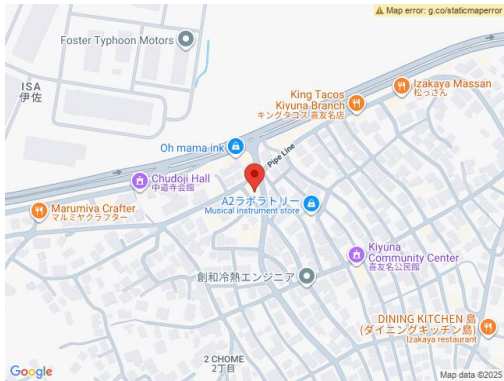 Map error: g.co/staticmaperror
Foster Typhoon Motors
ISA
伊佐
King Tacos
Kiyuna Branch
キングタコス 喜友名店
Izakaya Massan
松っさん
Oh mama ink
Pipe Line
Chudoji Hall
中道寺会館
A2ラボラトリー
Musical instrument store
Marumiya Crafter
マルミヤクラフター
Kiyuna
Community Center
喜友名公民館
創和冷熱エンジニア
DINING KITCHEN 島
(ダイニングキッチン島)
Izakaya restaurant
2 CHOME
2丁目
Google
Map data ©2025